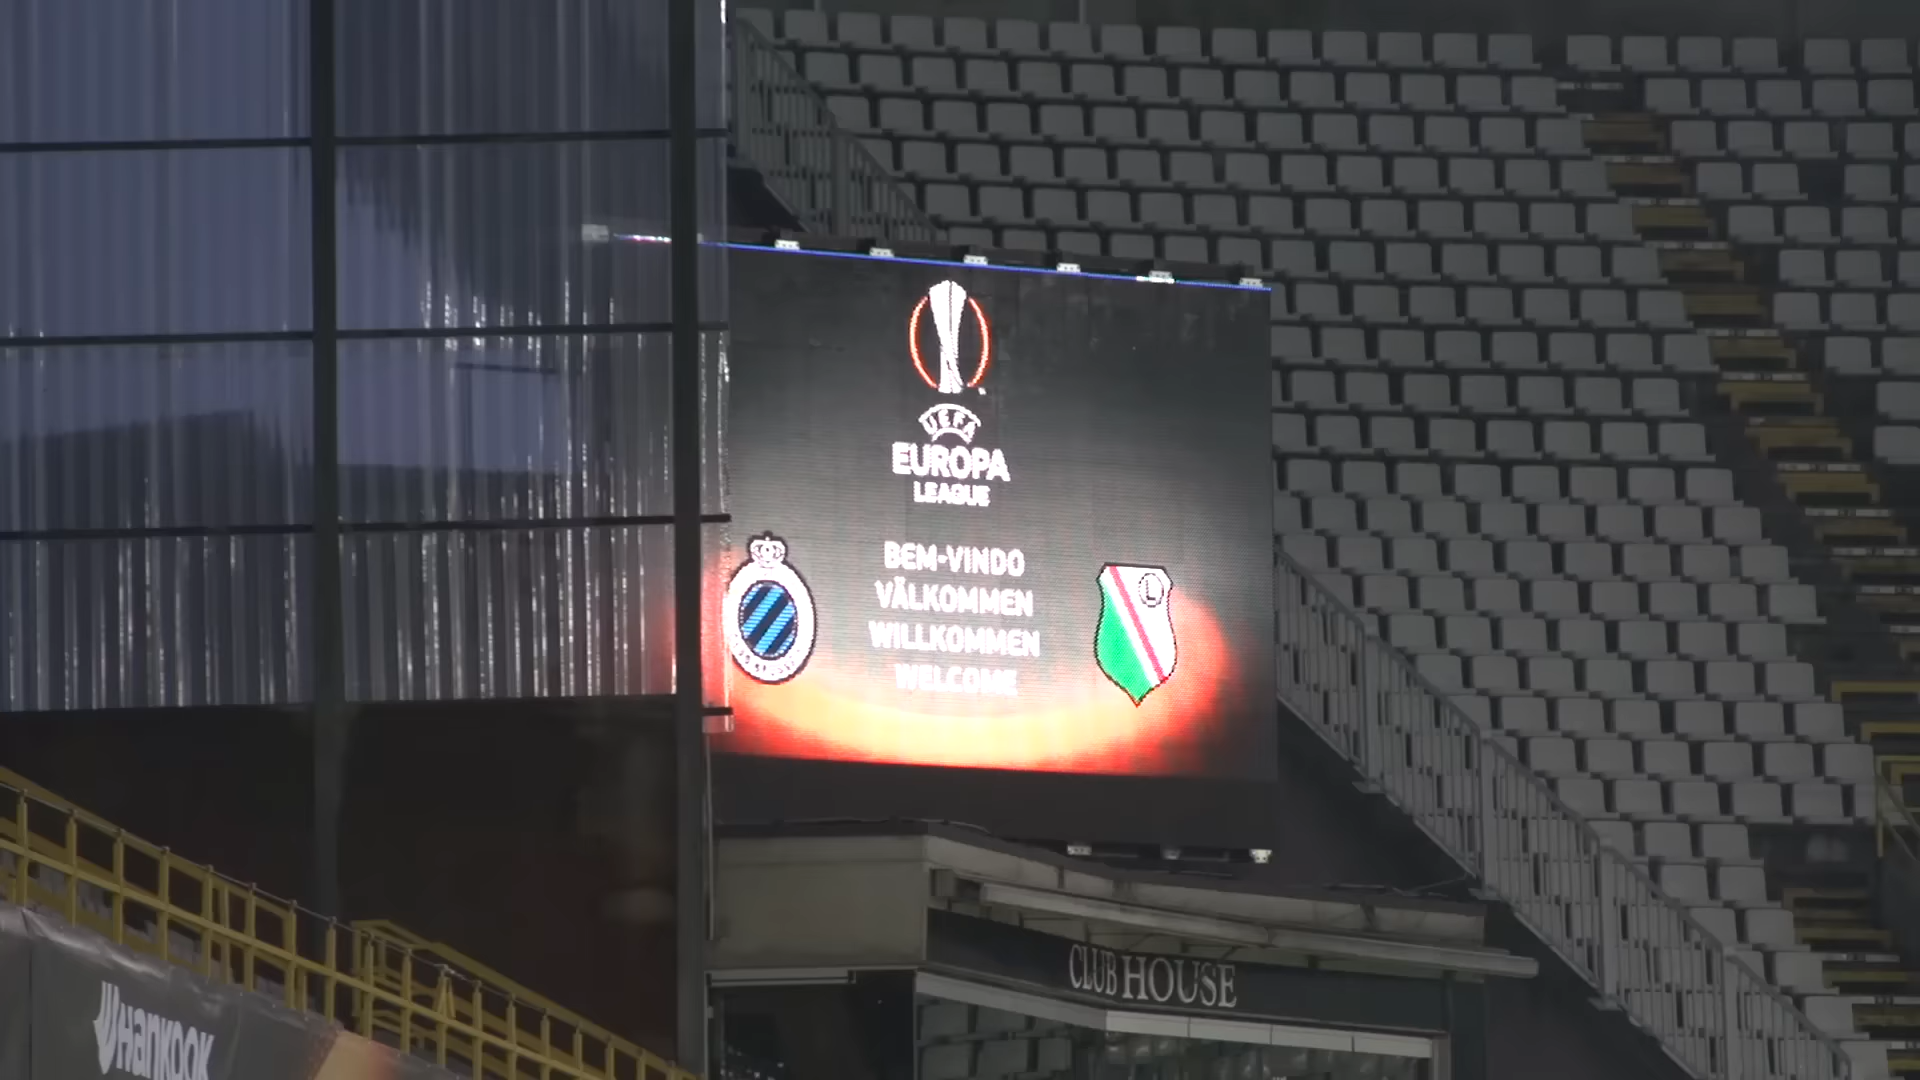 UEFA
EUROPA
LEAGUE
BEM-VINDO
VÄLKOMMEN
WILLKOMMEN
WELCOME
L
CLUB HOUSE
HANKOOK